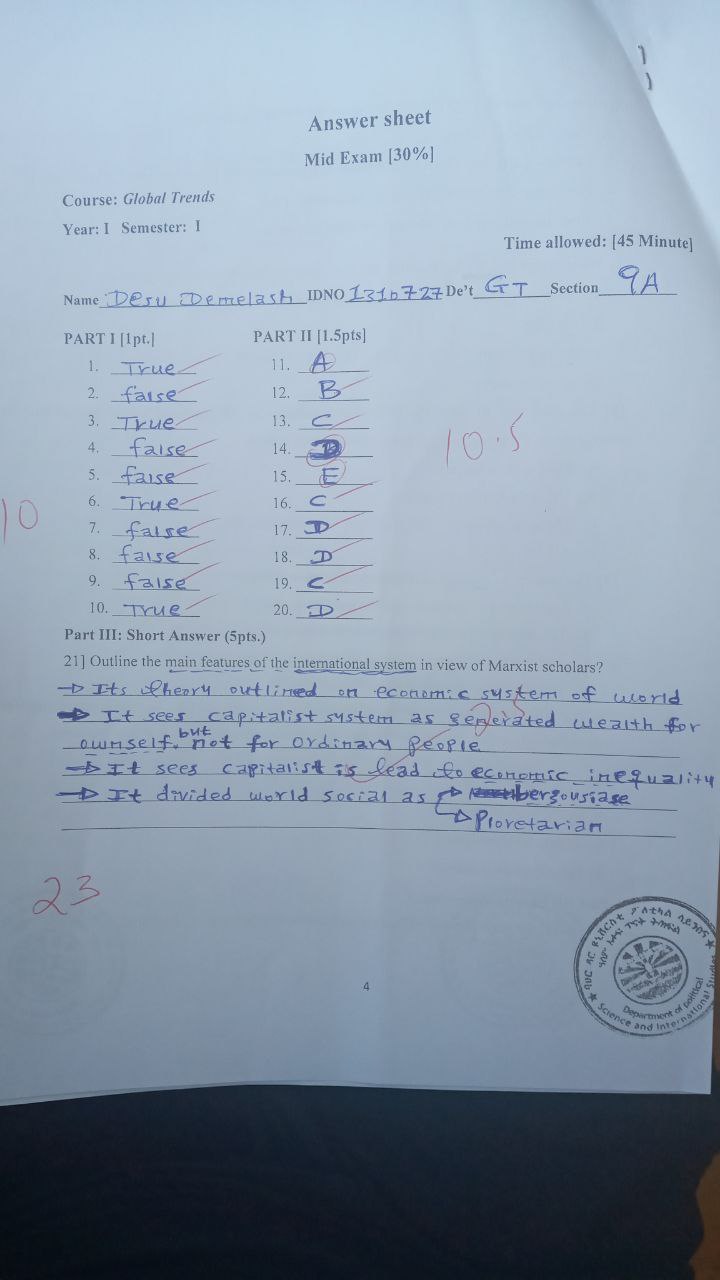 Answer sheet
Mid Exam [30%]
Course: Global Trends
Year: I Semester: I
Time allowed: [45 Minute]
Name Desu Demelash IDNO 1316727 De't GT Section 9A
PART I [1pt.] PART II [1.5pts]
1. True 11. A
2. false 12. B
3. True 13. C
4. false 14. D
5. false 15. E
6. True 16. C
7. false 17. D
8. false 18. D
9. false 19. C
10. True 20. D
10.5
10
Part III: Short Answer (5pts.)
21] Outline the main features of the international system in view of Marxist scholars?
→ Its theory outlined on economic system of world
→ It sees capitalist system as generated wealth for
ownself, but not for ordinary people
→ It sees capitalist is lead to economic inequality
→ It divided world social as → bergousiase
→ Ploretarian
23
4
Department of Political
Science and International